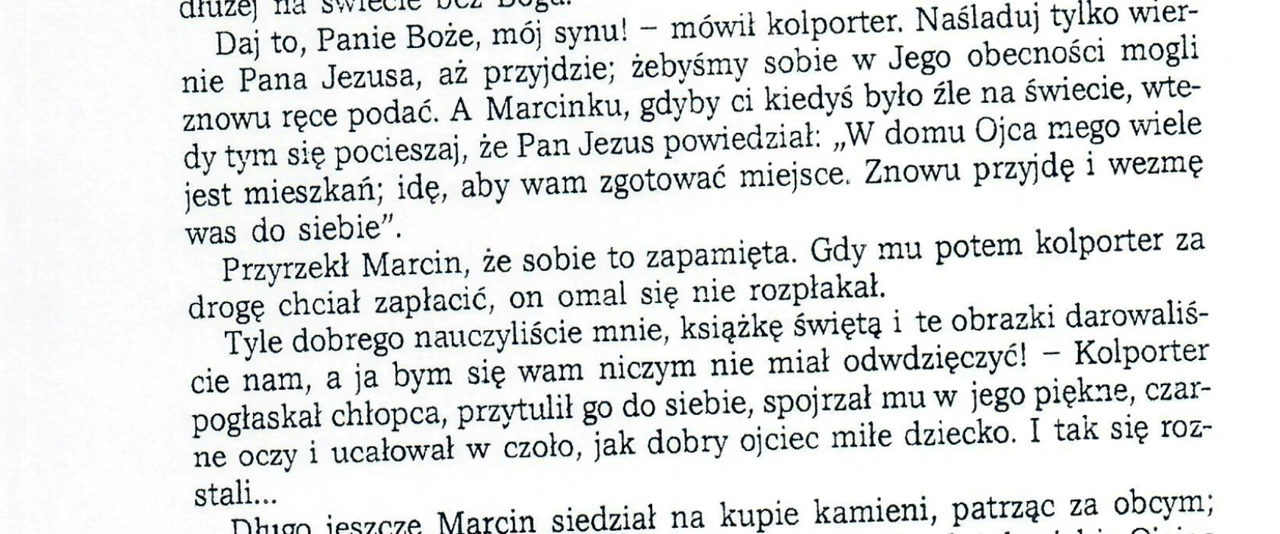 dłużej na świecie bez Boga.
Daj to, Panie Boże, mój synu! – mówił kolporter. Naśladuj tylko wier-
nie Pana Jezusa, aż przyjdzie; żebyśmy sobie w Jego obecności mogli
znowu ręce podać. A Marcinku, gdyby ci kiedyś było źle na świecie, wte-
dy tym się pocieszaj, że Pan Jezus powiedział: „W domu Ojca mego wiele
jest mieszkań; idę, aby wam zgotować miejsce. Znowu przyjdę i wezmę
was do siebie”.
Przyrzekł Marcin, że sobie to zapamięta. Gdy mu potem kolporter za
drogę chciał zapłacić, on omal się nie rozpłakał.
Tyle dobrego nauczyliście mnie, książkę świętą i te obrazki darowaliś-
cie nam, a ja bym się wam niczym nie miał odwdzięczyć! – Kolporter
pogłaskał chłopca, przytulił go do siebie, spojrzał mu w jego piękne, czar-
ne oczy i ucałował w czoło, jak dobry ojciec miłe dziecko. I tak się roz-
stali...
Długo jeszcze Marcin siedział na kupie kamieni, patrząc za obcym;